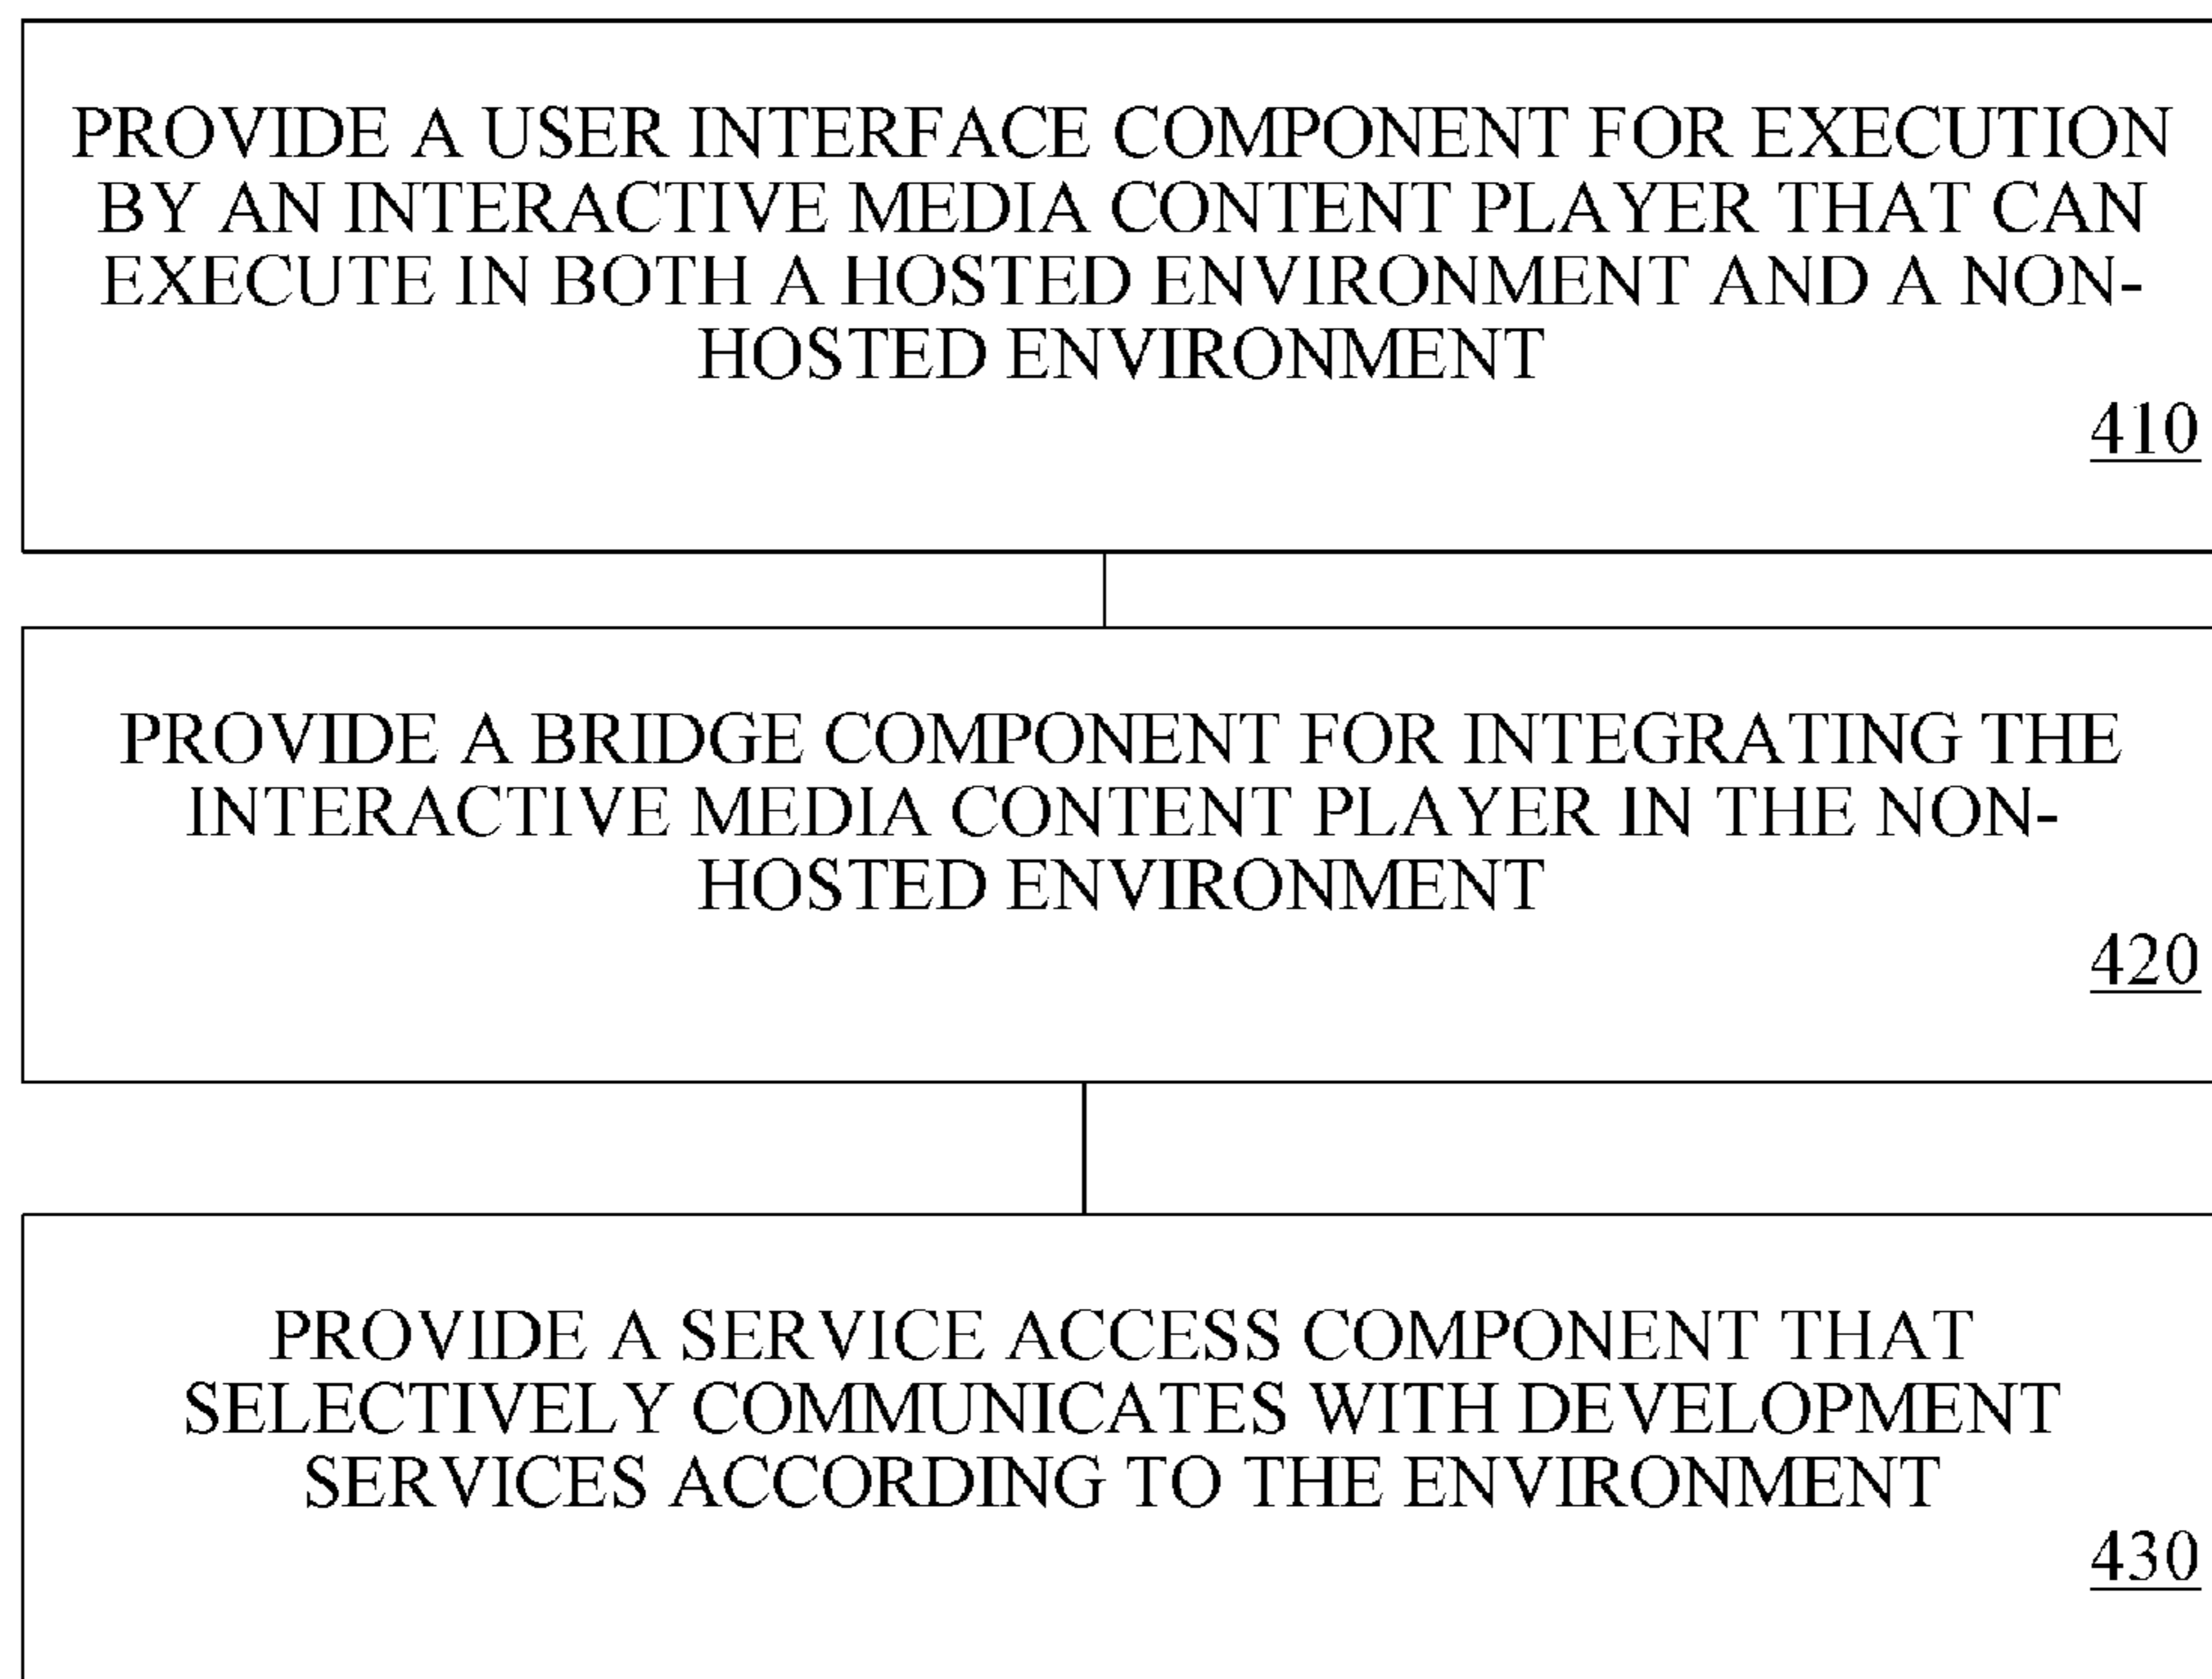 PROVIDE A USER INTERFACE COMPONENT FOR EXECUTION
BY AN INTERACTIVE MEDIA CONTENT PLAYER THAT CAN
EXECUTE IN BOTH A HOSTED ENVIRONMENT AND A NON-
HOSTED ENVIRONMENT
410
PROVIDE A BRIDGE COMPONENT FOR INTEGRATING THE
INTERACTIVE MEDIA CONTENT PLAYER IN THE NON-
HOSTED ENVIRONMENT
420
PROVIDE A SERVICE ACCESS COMPONENT THAT
SELECTIVELY COMMUNICATES WITH DEVELOPMENT
SERVICES ACCORDING TO THE ENVIRONMENT
430